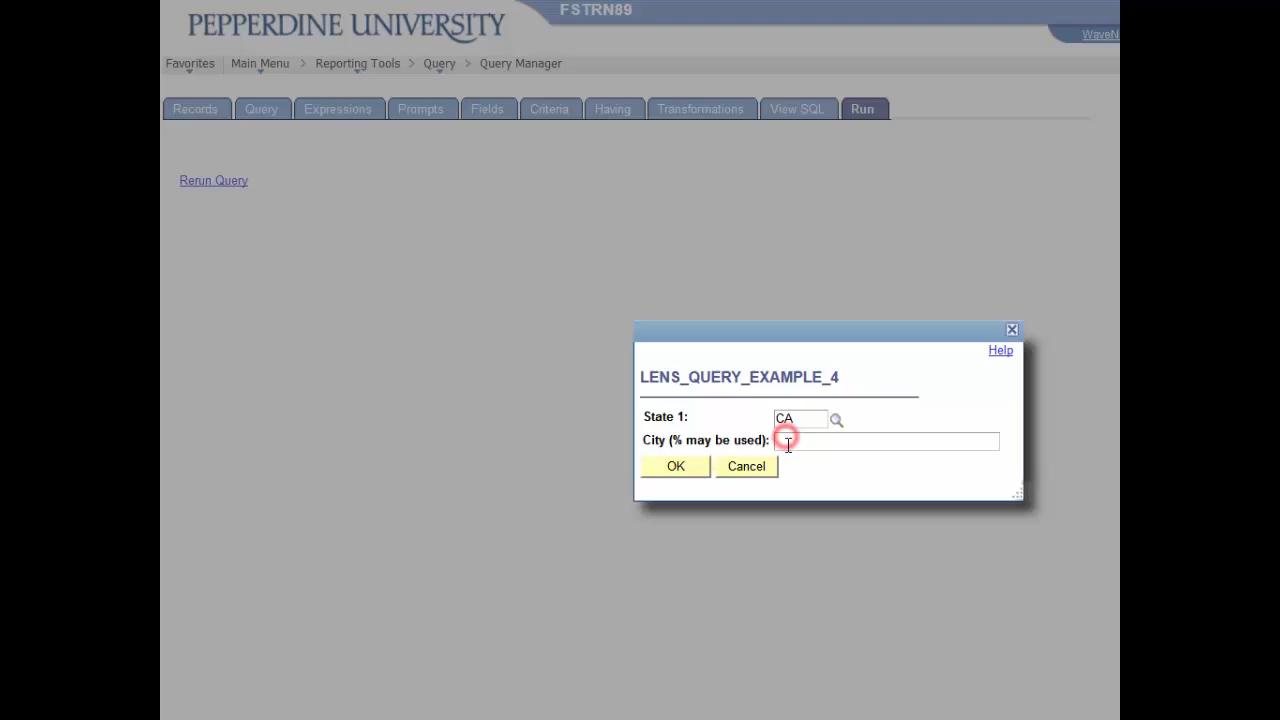 PEPPERDINE UNIVERSITY
FSTRN89
WaveN
Favorites Main Menu > Reporting Tools > Query > Query Manager
Records Query Expressions Prompts Fields Criteria Having Transformations View SQL Run
Rerun Query
Help
LENS_QUERY_EXAMPLE_4
State 1: CA
City (% may be used):
OK Cancel